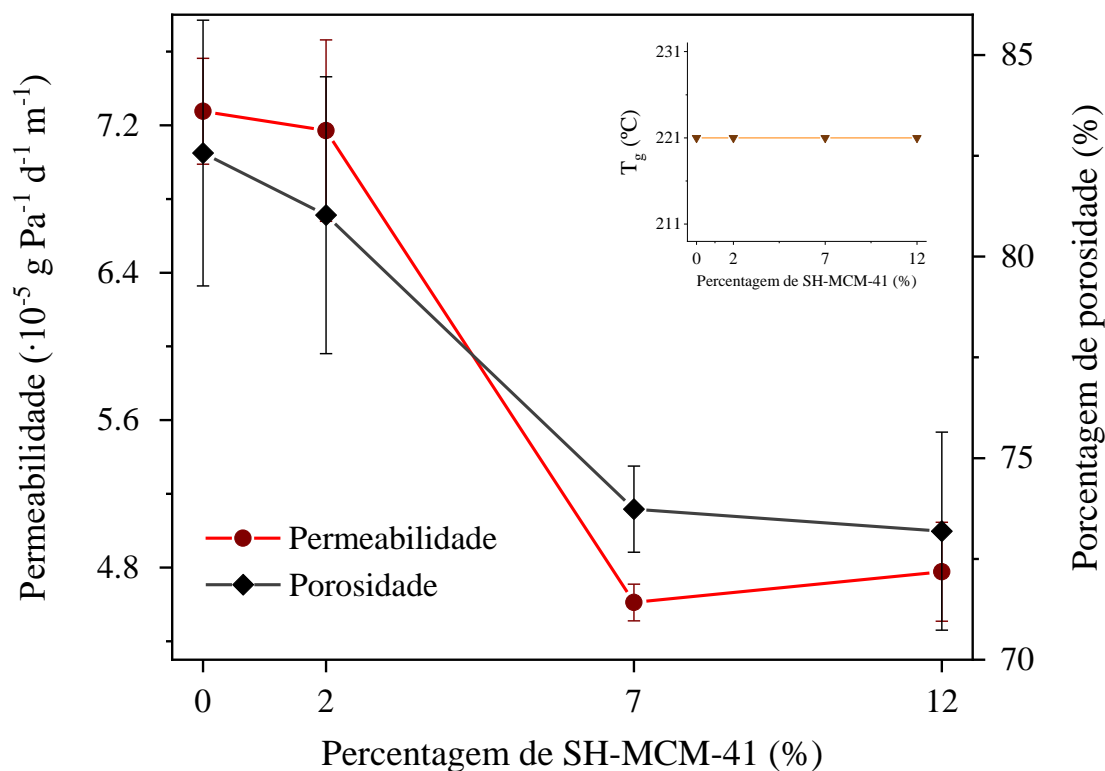 Permeabilidade (·10⁻⁵ g Pa⁻¹ d⁻¹ m⁻¹)
7.2
6.4
5.6
4.8
Permeabilidade
Porosidade
0
2
7
12
Percentagem de SH-MCM-41 (%)
85
80
75
70
Porcentagem de porosidade (%)
231
221
211
T_g (ºC)
0
2
7
12
Percentagem de SH-MCM-41 (%)